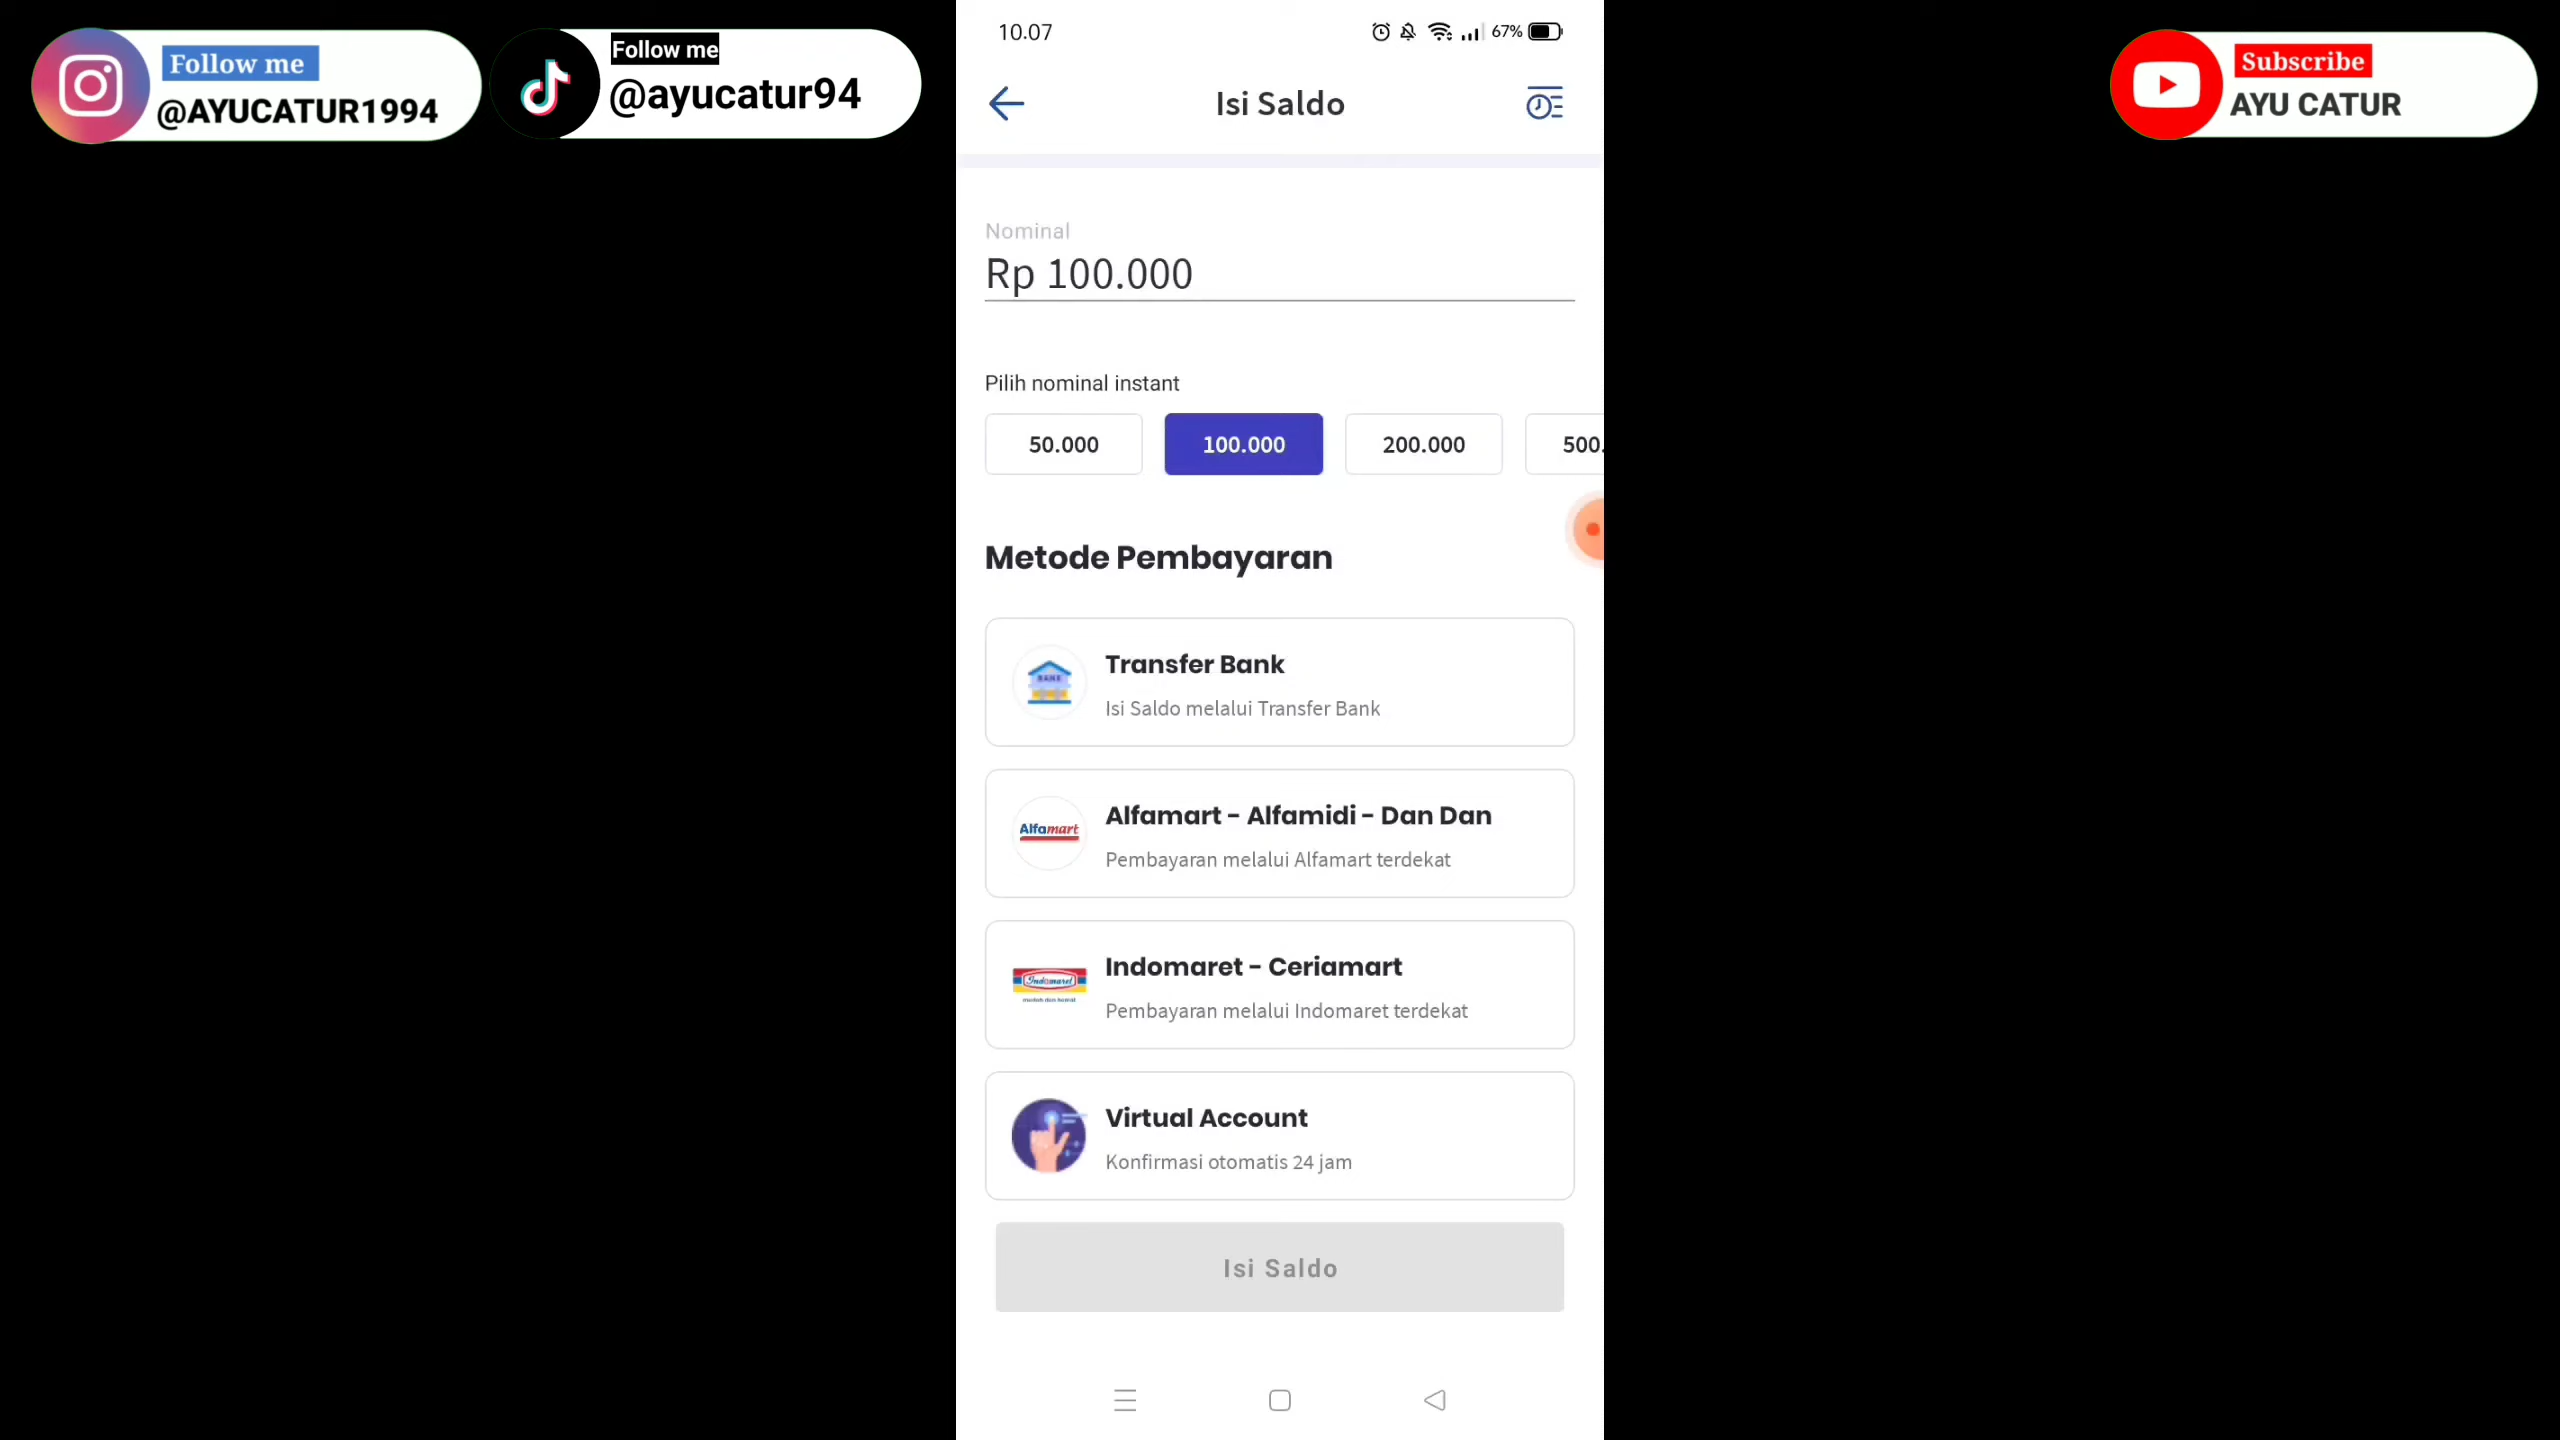 Follow me
@AYUCATUR1994
Follow me
@ayucatur94
Subscribe
AYU CATUR
10.07
67%
Isi Saldo
Nominal
Rp 100.000
Pilih nominal instant
50.000
100.000
200.000
500.
Metode Pembayaran
BANK
Transfer Bank
Isi Saldo melalui Transfer Bank
Alfamart
Alfamart - Alfamidi - Dan Dan
Pembayaran melalui Alfamart terdekat
Indomaret
Indomaret - Ceriamart
Pembayaran melalui Indomaret terdekat
Virtual Account
Konfirmasi otomatis 24 jam
Isi Saldo